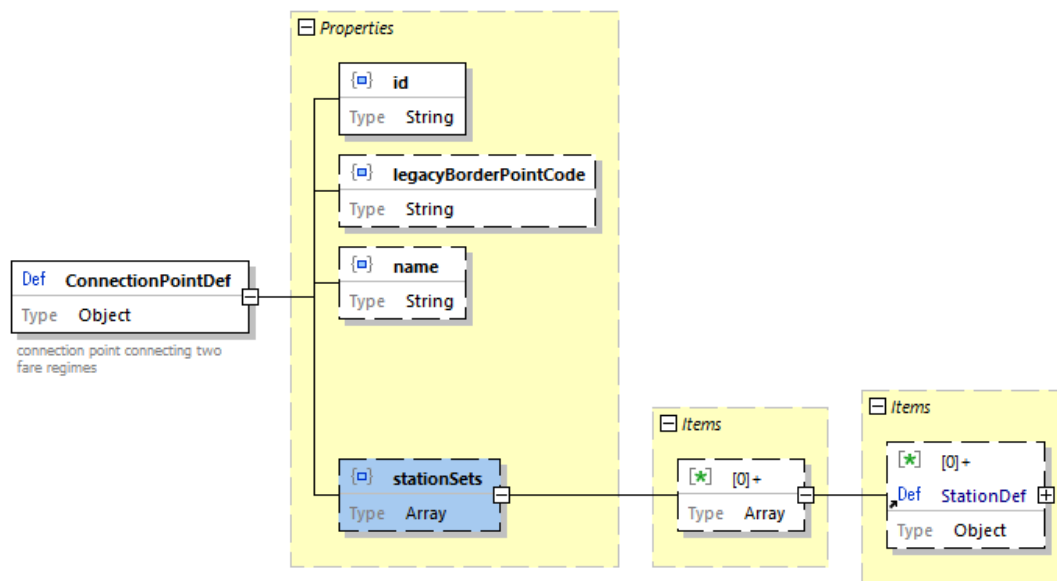 Properties
id
Type String
legacyBorderPointCode
Type String
name
Type String
Def ConnectionPointDef
Type Object
connection point connecting two
fare regimes
stationSets
Type Array
Items
[0]+
Type Array
Items
[0]+
Def StationDef
Type Object